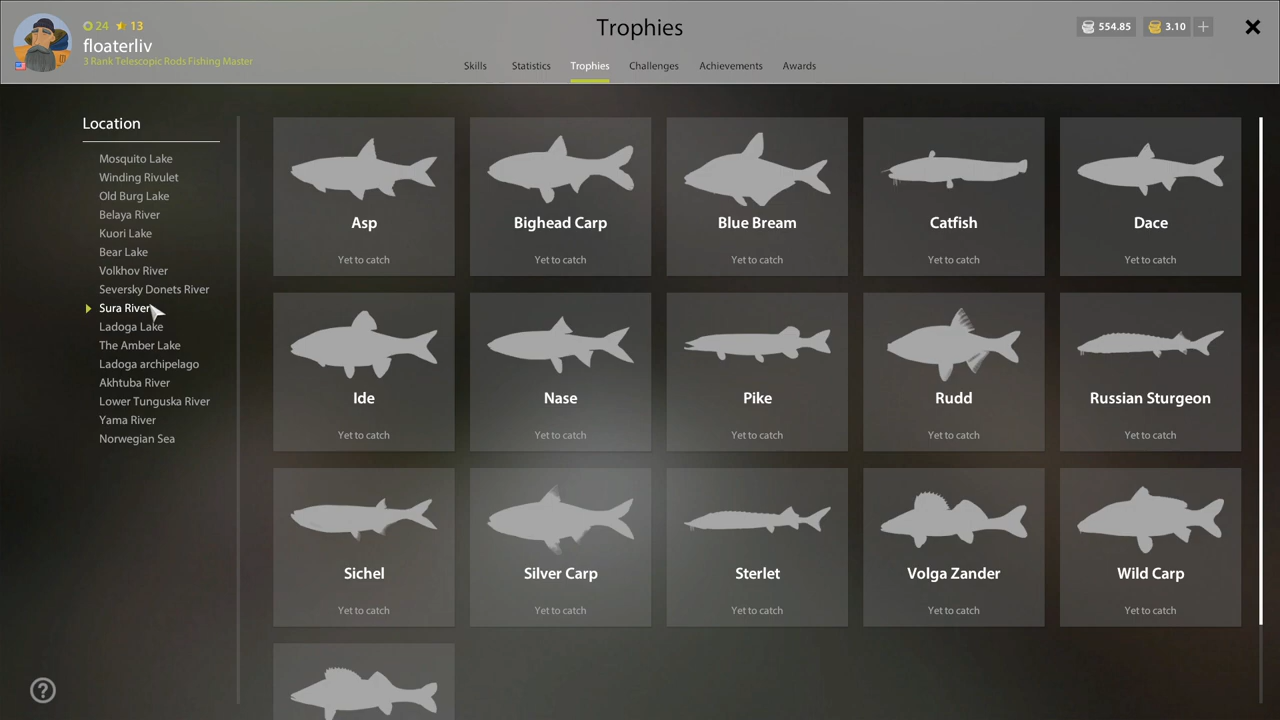 24 13
floaterliv
3 Rank Telescopic Rods Fishing Master
Trophies
554.85 3.10 +
Skills Statistics Trophies Challenges Achievements Awards
Location
Mosquito Lake
Winding Rivulet
Old Burg Lake
Belaya River
Kuori Lake
Bear Lake
Volkhov River
Seversky Donets River
Sura River
Ladoga Lake
The Amber Lake
Ladoga archipelago
Akhtuba River
Lower Tunguska River
Yama River
Norwegian Sea
Asp Bighead Carp Blue Bream Catfish Dace
Yet to catch Yet to catch Yet to catch Yet to catch Yet to catch
Ide Nase Pike Rudd Russian Sturgeon
Yet to catch Yet to catch Yet to catch Yet to catch Yet to catch
Sichel Silver Carp Sterlet Volga Zander Wild Carp
Yet to catch Yet to catch Yet to catch Yet to catch Yet to catch
?